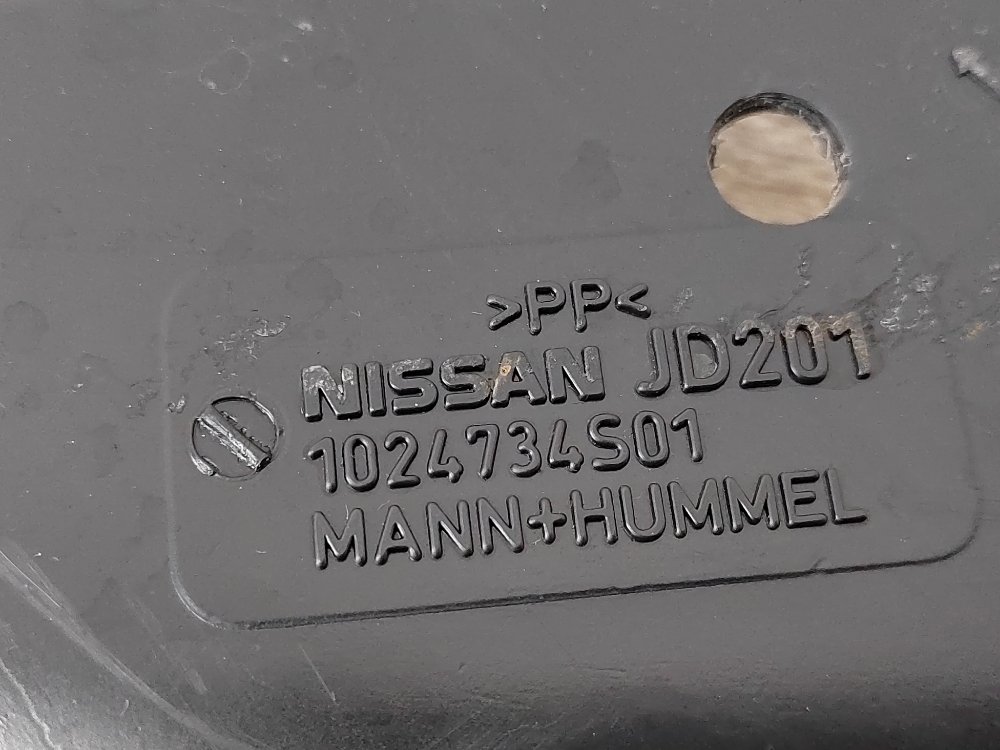 >PP<
NISSAN JD201
1024734S01
MANN+HUMMEL